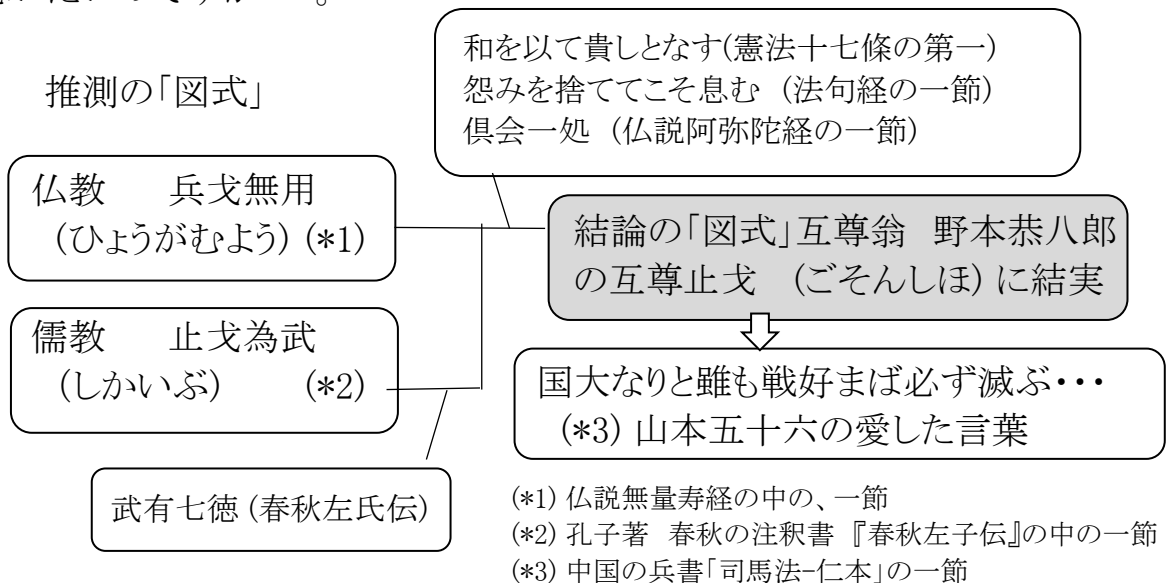 推測の「図式」
和を以て貴しとなす(憲法十七條の第一)
怨みを捨ててこそ息む (法句経の一節)
倶会一処 (仏説阿弥陀経の一節)
仏教 兵戈無用
(ひょうがむよう) (*1)
結論の「図式」互尊翁 野本恭八郎
の互尊止戈 (ごそんしほ) に結実
儒教 止戈為武
(しかいぶ) (*2)
国大なりと雖も戦好まば必ず滅ぶ・・・
(*3) 山本五十六の愛した言葉
武有七徳 (春秋左氏伝)
(*1) 仏説無量寿経の中の、一節
(*2) 孔子著 春秋の注釈書 『春秋左子伝』の中の一節
(*3) 中国の兵書「司馬法−仁本」の一節